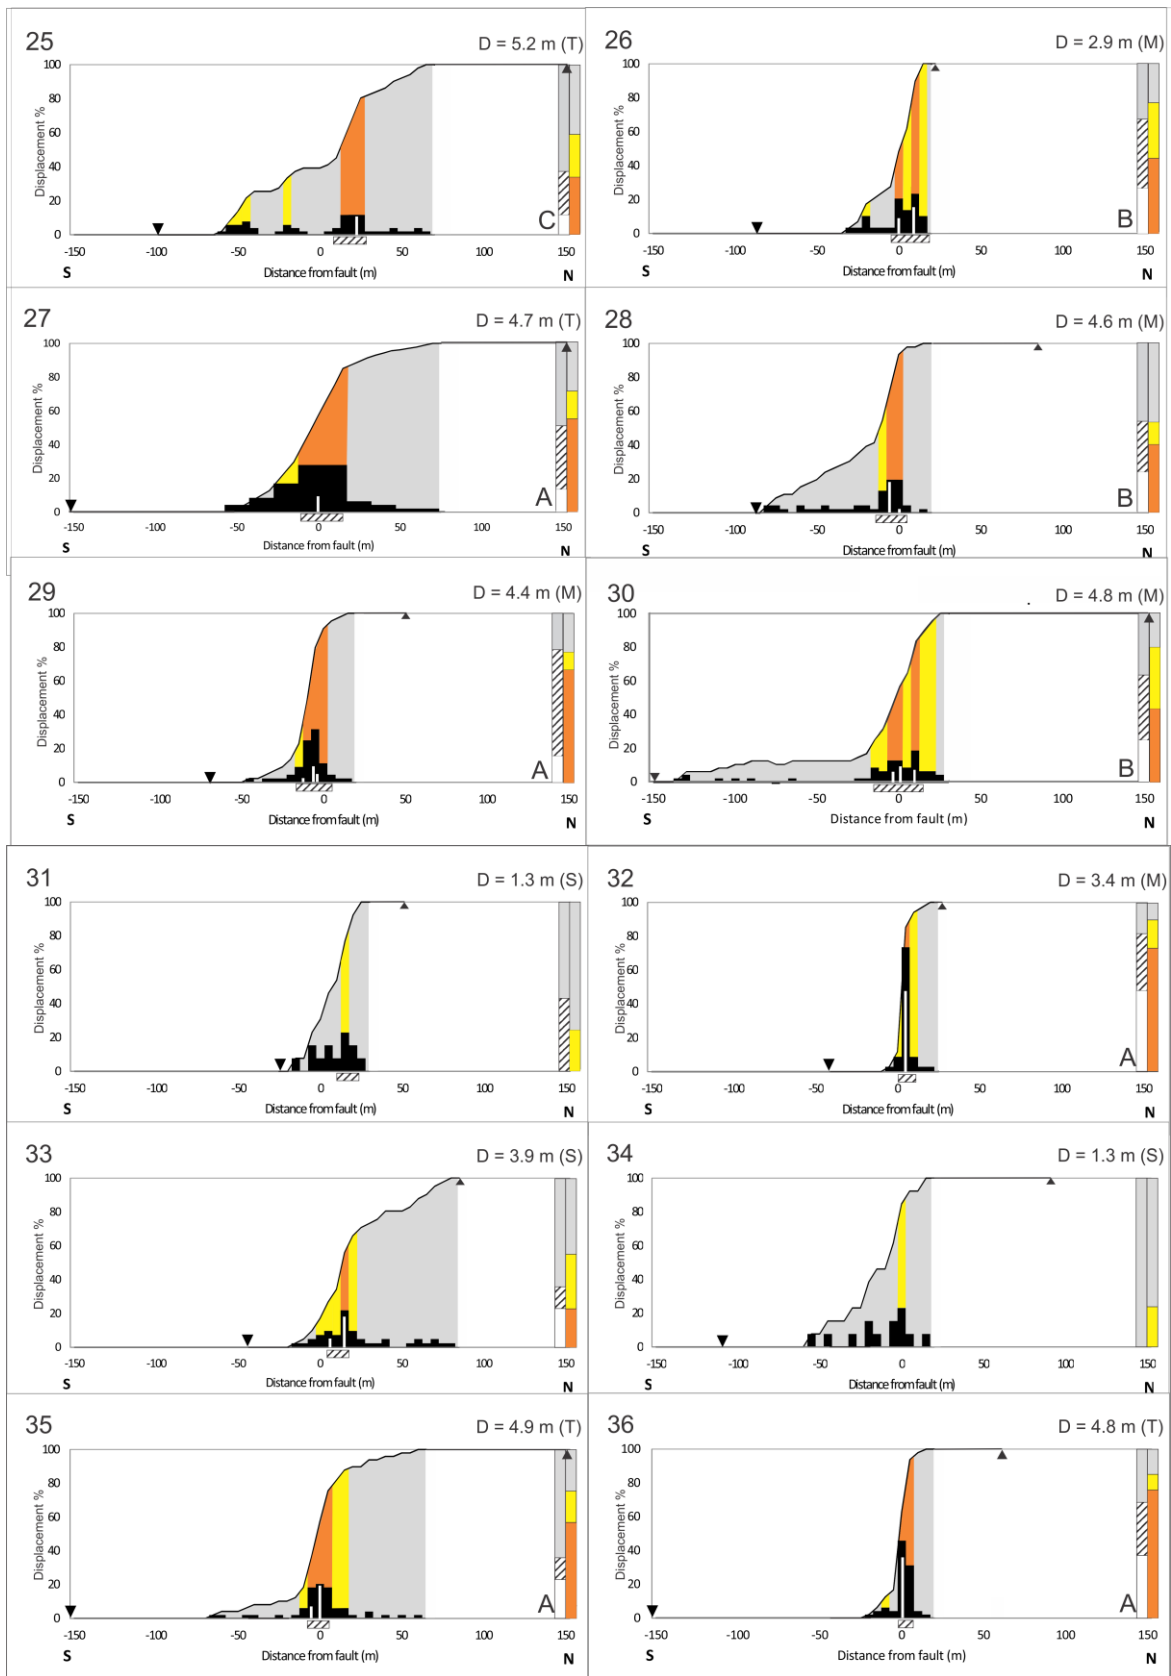 25
D = 5.2 m (T)
Displacement %
100
80
60
40
20
0
C
-150
-100
-50
0
50
100
150
S
Distance from fault (m)
N
26
D = 2.9 m (M)
Displacement %
100
80
60
40
20
0
B
-150
-100
-50
0
50
100
150
S
Distance from fault (m)
N
27
D = 4.7 m (T)
Displacement %
100
80
60
40
20
0
A
-150
-100
-50
0
50
100
150
S
Distance from fault (m)
N
28
D = 4.6 m (M)
Displacement %
100
80
60
40
20
0
B
-150
-100
-50
0
50
100
150
S
Distance from fault (m)
N
29
D = 4.4 m (M)
Displacement %
100
80
60
40
20
0
A
-150
-100
-50
0
50
100
150
S
Distance from fault (m)
N
30
D = 4.8 m (M)
Displacement %
100
80
60
40
20
0
B
-150
-100
-50
0
50
100
150
S
Distance from fault (m)
N
31
D = 1.3 m (S)
Displacement %
100
80
60
40
20
0
-150
-100
-50
0
50
100
150
S
Distance from fault (m)
N
32
D = 3.4 m (M)
Displacement %
100
80
60
40
20
0
A
-150
-100
-50
0
50
100
150
S
Distance from fault (m)
N
33
D = 3.9 m (S)
Displacement %
100
80
60
40
20
0
-150
-100
-50
0
50
100
150
S
Distance from fault (m)
N
34
D = 1.3 m (S)
Displacement %
100
80
60
40
20
0
-150
-100
-50
0
50
100
150
S
Distance from fault (m)
N
35
D = 4.9 m (T)
Displacement %
100
80
60
40
20
0
A
-150
-100
-50
0
50
100
150
S
Distance from fault (m)
N
36
D = 4.8 m (T)
Displacement %
100
80
60
40
20
0
A
-150
-100
-50
0
50
100
150
S
Distance from fault (m)
N